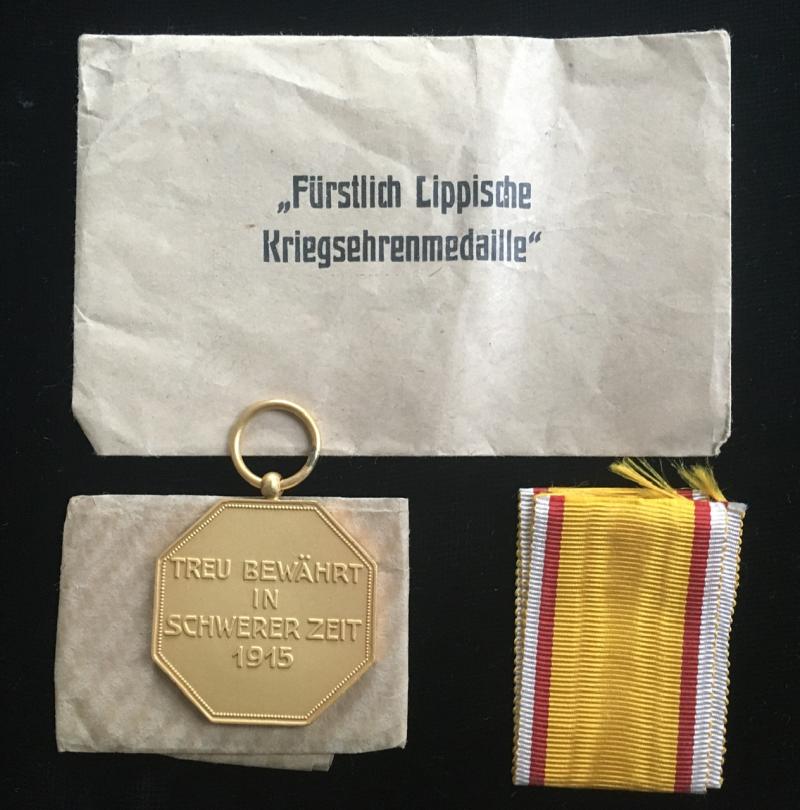 „Fürstlich Lippische
Kriegsehrenmedaille“
TREU BEWÄHRT
IN
SCHWERER ZEIT
1915